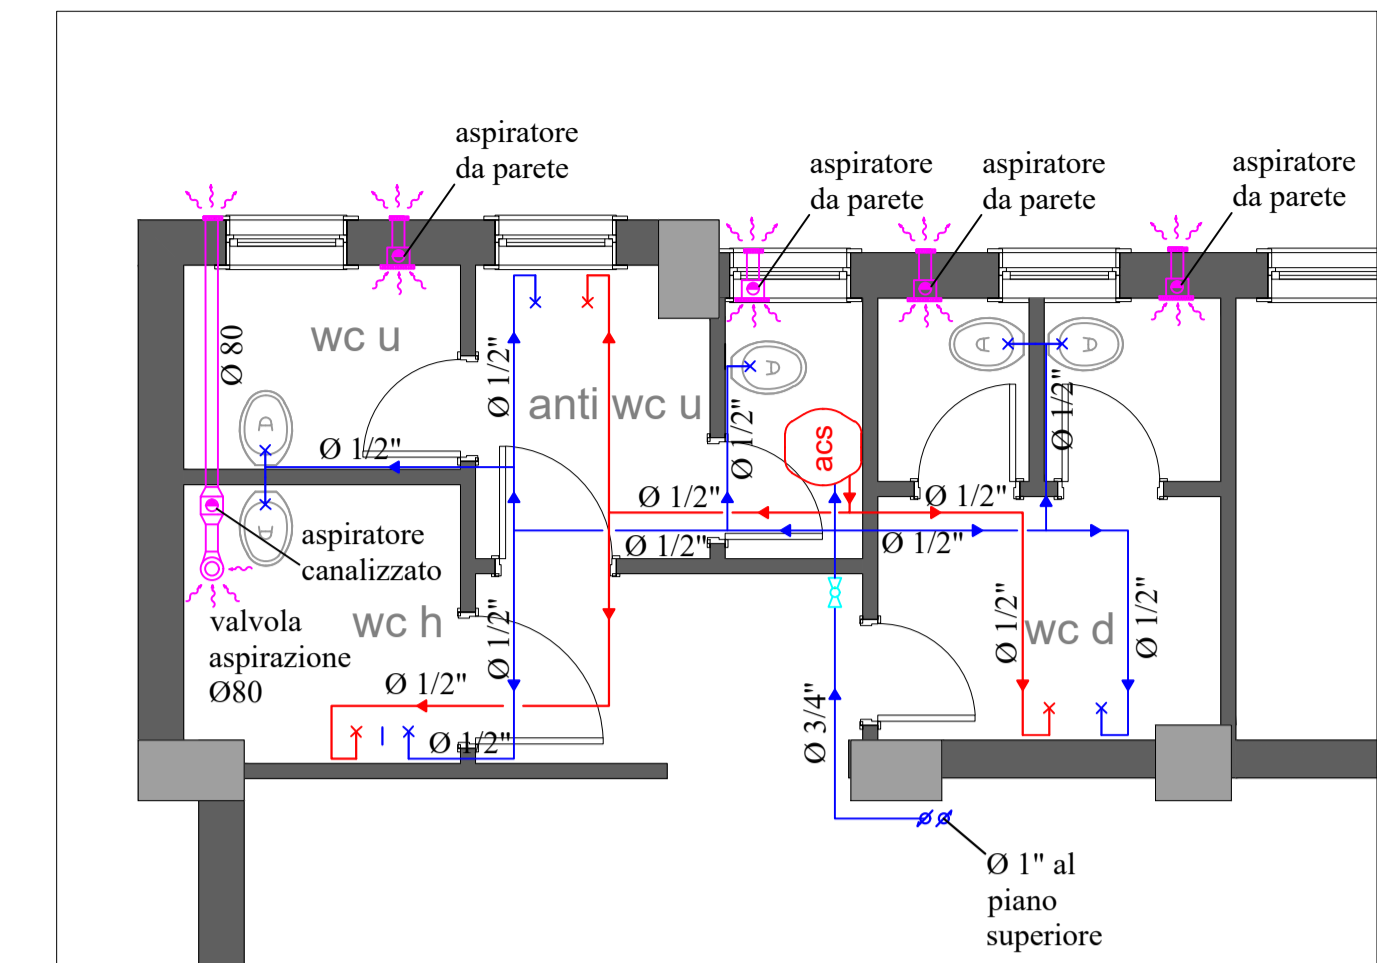 aspiratore
da parete
aspiratore
da parete
aspiratore
da parete
aspiratore
da parete
wc u
Ø 80
Ø 1/2"
anti wc u
Ø 1/2"
Ø 1/2"
acs
Ø 1/2"
Ø 1/2"
Ø 1/2"
Ø 1/2"
Ø 1/2"
aspiratore
canalizzato
wc h
valvola
aspirazione
Ø80
Ø 1/2"
Ø 1/2"
Ø 1/2"
Ø 1/2"
wc d
Ø 1/2"
Ø 3/4"
Ø 1" al
piano
superiore